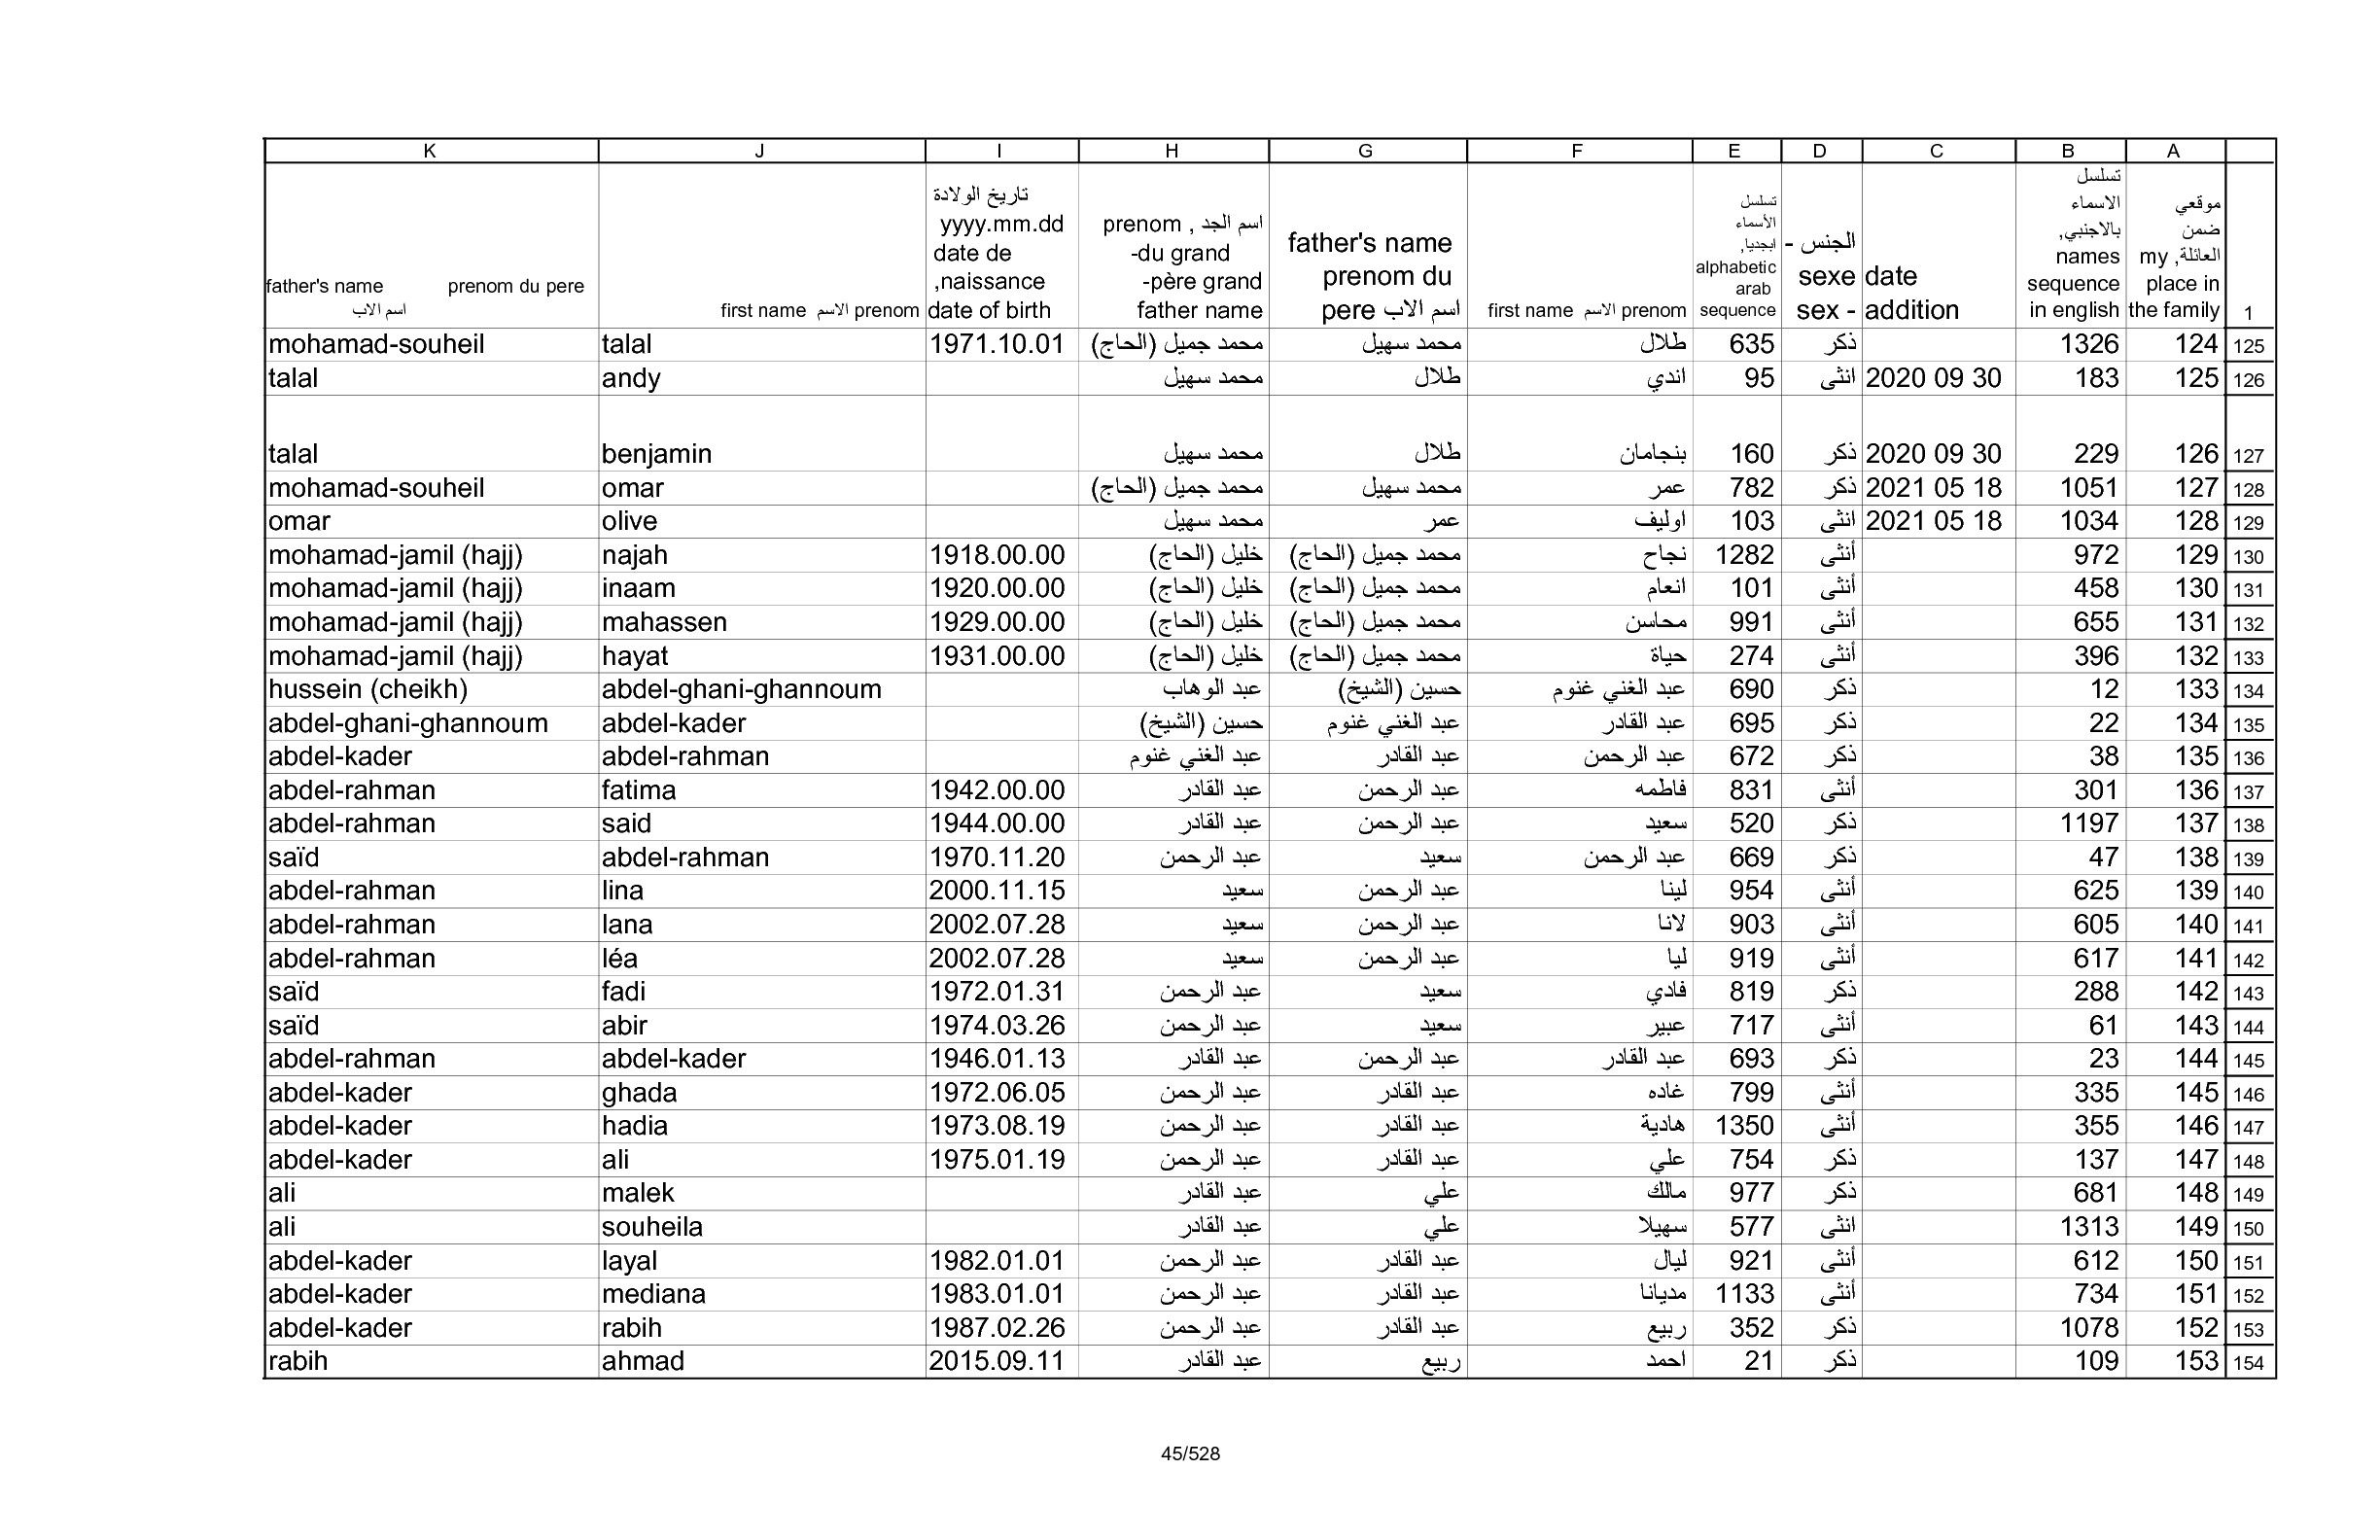 K J I H G F E D C B A
father's name prenom du pere اسم الاب | first name الاسم prenom | تاريخ الولادة yyyy.mm.dd date de naissance, date of birth | اسم الجد , prenom du grand-père grand-father name | father's name prenom du pere اسم الاب | first name الاسم prenom | تسلسل الأسماء ابجديا, alphabetic arab sequence | الجنس - sexe sex - | date addition | تسلسل الاسماء بالاجنبي, names sequence in english | موقعي ضمن العائلة, my place in the family | 1
mohamad-souheil talal 1971.10.01 محمد جميل (الحاج) محمد سهيل طلال 635 ذكر 1326 124 125
talal andy محمد سهيل طلال اندي 95 انثى 2020 09 30 183 125 126
talal benjamin محمد سهيل طلال بنجامان 160 ذكر 2020 09 30 229 126 127
mohamad-souheil omar محمد جميل (الحاج) محمد سهيل عمر 782 ذكر 2021 05 18 1051 127 128
omar olive محمد سهيل عمر اوليف 103 انثى 2021 05 18 1034 128 129
mohamad-jamil (hajj) najah 1918.00.00 خليل (الحاج) محمد جميل (الحاج) نجاح 1282 أنثى 972 129 130
mohamad-jamil (hajj) inaam 1920.00.00 خليل (الحاج) محمد جميل (الحاج) انعام 101 أنثى 458 130 131
mohamad-jamil (hajj) mahassen 1929.00.00 خليل (الحاج) محمد جميل (الحاج) محاسن 991 أنثى 655 131 132
mohamad-jamil (hajj) hayat 1931.00.00 خليل (الحاج) محمد جميل (الحاج) حياة 274 أنثى 396 132 133
hussein (cheikh) abdel-ghani-ghannoum عبد الوهاب حسين (الشيخ) عبد الغني غنوم 690 ذكر 12 133 134
abdel-ghani-ghannoum abdel-kader حسين (الشيخ) عبد الغني غنوم عبد القادر 695 ذكر 22 134 135
abdel-kader abdel-rahman عبد الغني غنوم عبد القادر عبد الرحمن 672 ذكر 38 135 136
abdel-rahman fatima 1942.00.00 عبد القادر عبد الرحمن فاطمه 831 أنثى 301 136 137
abdel-rahman said 1944.00.00 عبد القادر عبد الرحمن سعيد 520 ذكر 1197 137 138
saïd abdel-rahman 1970.11.20 عبد الرحمن سعيد عبد الرحمن 669 ذكر 47 138 139
abdel-rahman lina 2000.11.15 سعيد عبد الرحمن لينا 954 أنثى 625 139 140
abdel-rahman lana 2002.07.28 سعيد عبد الرحمن لانا 903 أنثى 605 140 141
abdel-rahman léa 2002.07.28 سعيد عبد الرحمن ليا 919 أنثى 617 141 142
saïd fadi 1972.01.31 عبد الرحمن سعيد فادي 819 ذكر 288 142 143
saïd abir 1974.03.26 عبد الرحمن سعيد عبير 717 أنثى 61 143 144
abdel-rahman abdel-kader 1946.01.13 عبد القادر عبد الرحمن عبد القادر 693 ذكر 23 144 145
abdel-kader ghada 1972.06.05 عبد الرحمن عبد القادر غاده 799 أنثى 335 145 146
abdel-kader hadia 1973.08.19 عبد الرحمن عبد القادر هادية 1350 أنثى 355 146 147
abdel-kader ali 1975.01.19 عبد الرحمن عبد القادر علي 754 ذكر 137 147 148
ali malek عبد القادر علي مالك 977 ذكر 681 148 149
ali souheila عبد القادر علي سهيلا 577 انثى 1313 149 150
abdel-kader layal 1982.01.01 عبد الرحمن عبد القادر ليال 921 أنثى 612 150 151
abdel-kader mediana 1983.01.01 عبد الرحمن عبد القادر مديانا 1133 أنثى 734 151 152
abdel-kader rabih 1987.02.26 عبد الرحمن عبد القادر ربيع 352 ذكر 1078 152 153
rabih ahmad 2015.09.11 عبد القادر ربيع احمد 21 ذكر 109 153 154
45/528